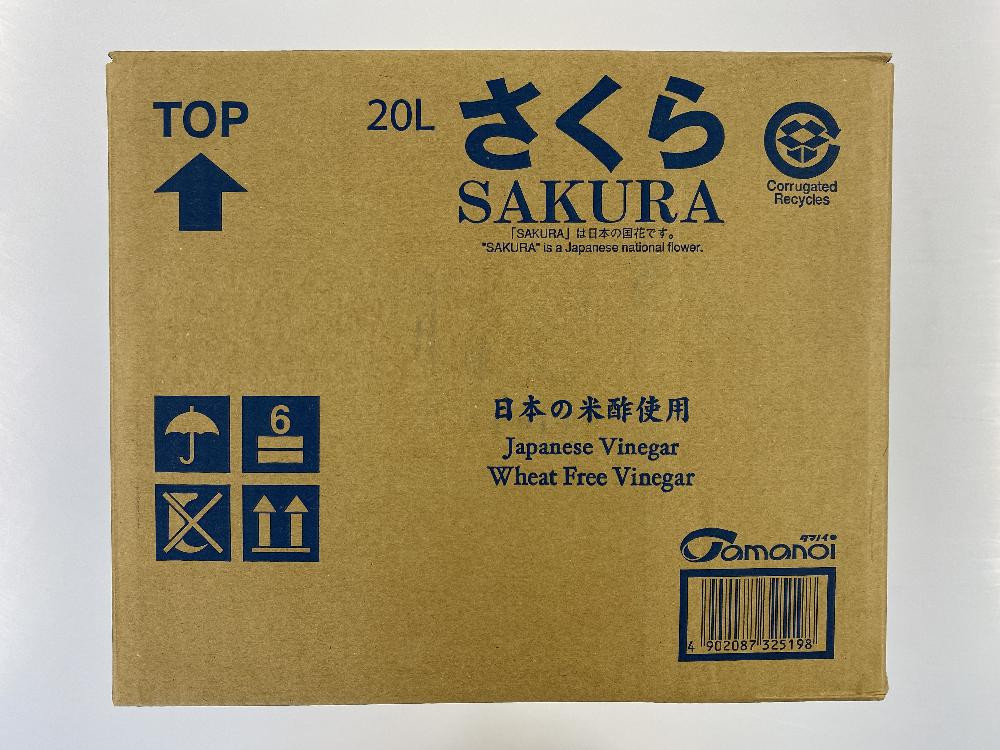 TOP
20L
さくら
SAKURA
「SAKURA」は日本の国花です。
"SAKURA" is a Japanese national flower.
Corrugated
Recycles
6
日本の米酢使用
Japanese Vinegar
Wheat Free Vinegar
タマノイ
Tamanoi
4 902087 325198